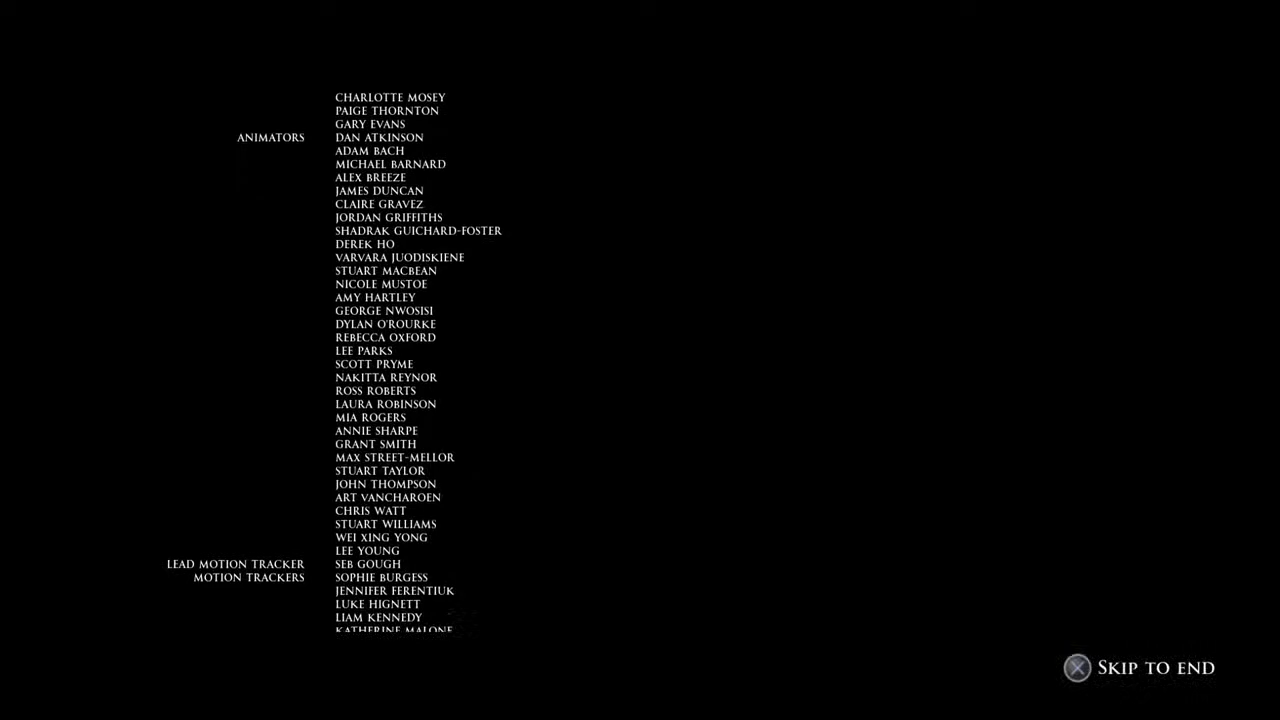 CHARLOTTE MOSEY
PAIGE THORNTON
GARY EVANS
ANIMATORS DAN ATKINSON
ADAM BACH
MICHAEL BARNARD
ALEX BREEZE
JAMES DUNCAN
CLAIRE GRAVEZ
JORDAN GRIFFITHS
SHADRAK GUICHARD-FOSTER
DEREK HO
VARVARA JUODISKIENE
STUART MACBEAN
NICOLE MUSTOE
AMY HARTLEY
GEORGE NWOSISI
DYLAN O'ROURKE
REBECCA OXFORD
LEE PARKS
SCOTT PRYME
NAKITTA REYNOR
ROSS ROBERTS
LAURA ROBINSON
MIA ROGERS
ANNIE SHARPE
GRANT SMITH
MAX STREET-MELLOR
STUART TAYLOR
JOHN THOMPSON
ART VANCHAROEN
CHRIS WATT
STUART WILLIAMS
WEI XING YONG
LEE YOUNG
LEAD MOTION TRACKER SEB GOUGH
MOTION TRACKERS SOPHIE BURGESS
JENNIFER FERENTIUK
LUKE HIGNETT
LIAM KENNEDY
KATHERINE MALONE
SKIP TO END